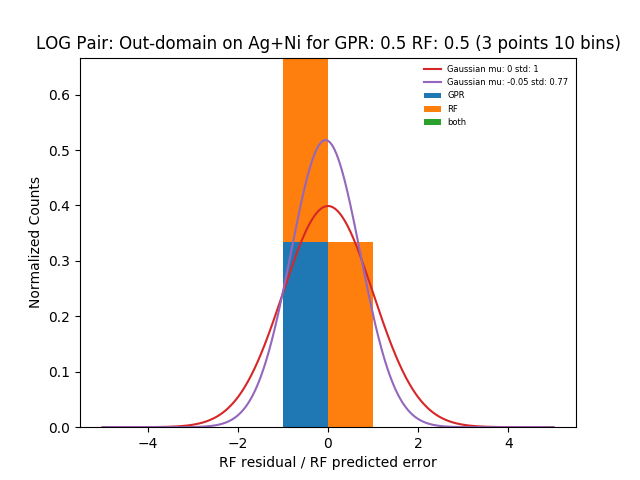 LOG Pair: Out-domain on Ag+Ni for GPR: 0.5 RF: 0.5 (3 points 10 bins)
Gaussian mu: 0 std: 1
Gaussian mu: -0.05 std: 0.77
GPR
RF
both
Normalized Counts
0.6
0.5
0.4
0.3
0.2
0.1
0.0
−4 −2 0 2 4
RF residual / RF predicted error